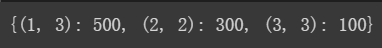 {(1, 3): 500, (2, 2): 300, (3, 3): 100}